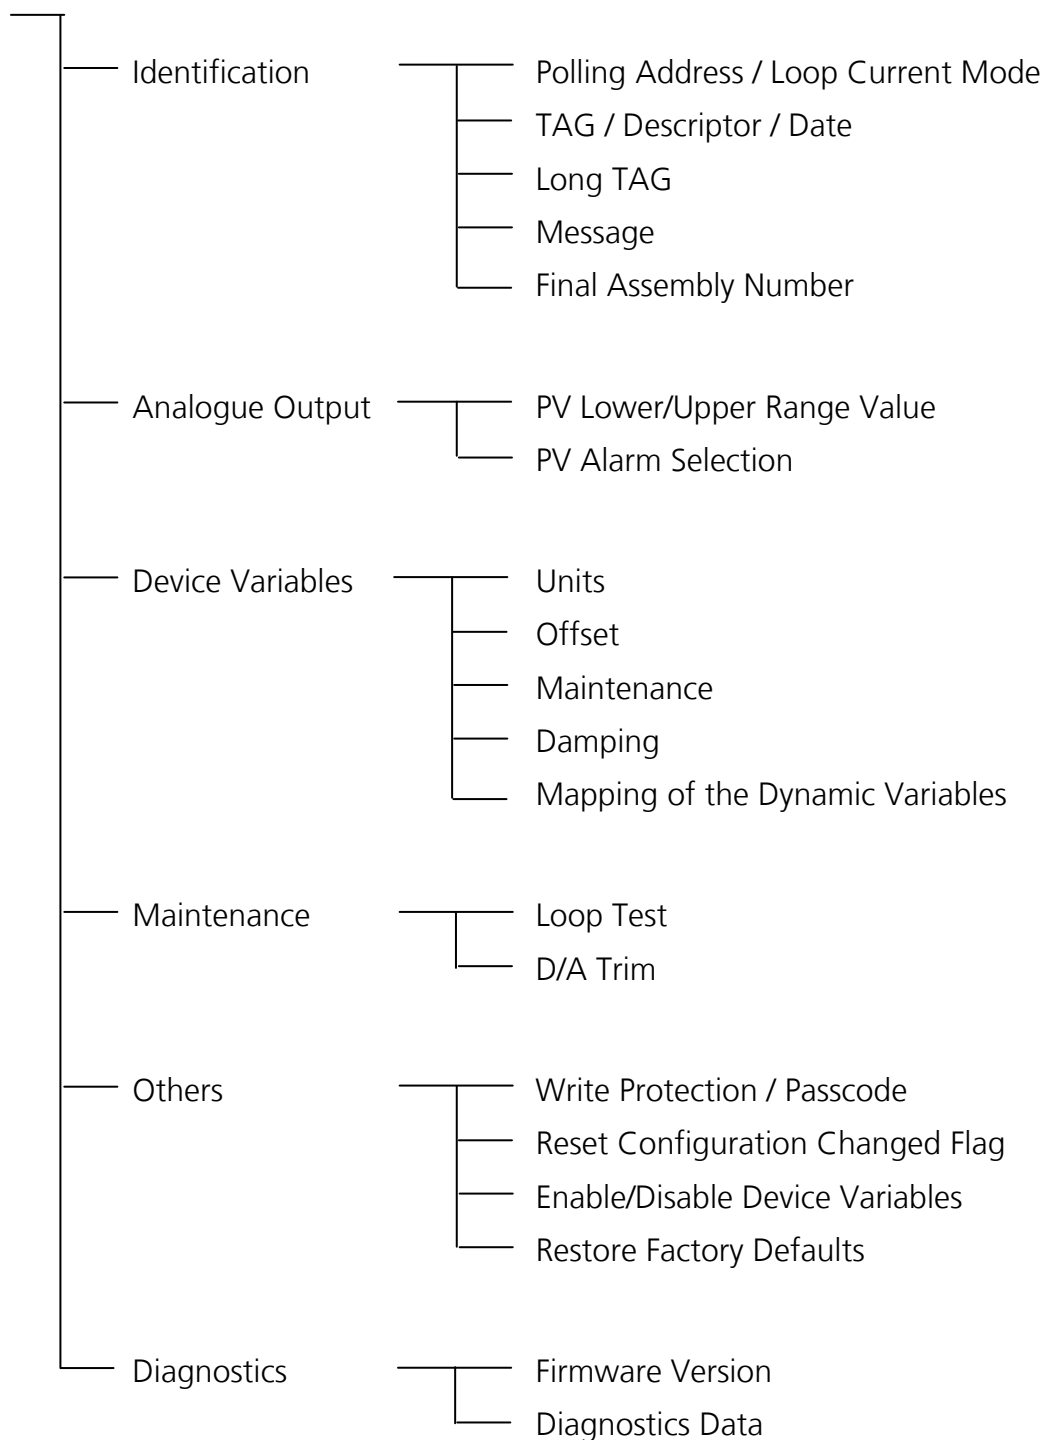 Identification
Polling Address / Loop Current Mode
TAG / Descriptor / Date
Long TAG
Message
Final Assembly Number
Analogue Output
PV Lower/Upper Range Value
PV Alarm Selection
Device Variables
Units
Offset
Maintenance
Damping
Mapping of the Dynamic Variables
Maintenance
Loop Test
D/A Trim
Others
Write Protection / Passcode
Reset Configuration Changed Flag
Enable/Disable Device Variables
Restore Factory Defaults
Diagnostics
Firmware Version
Diagnostics Data